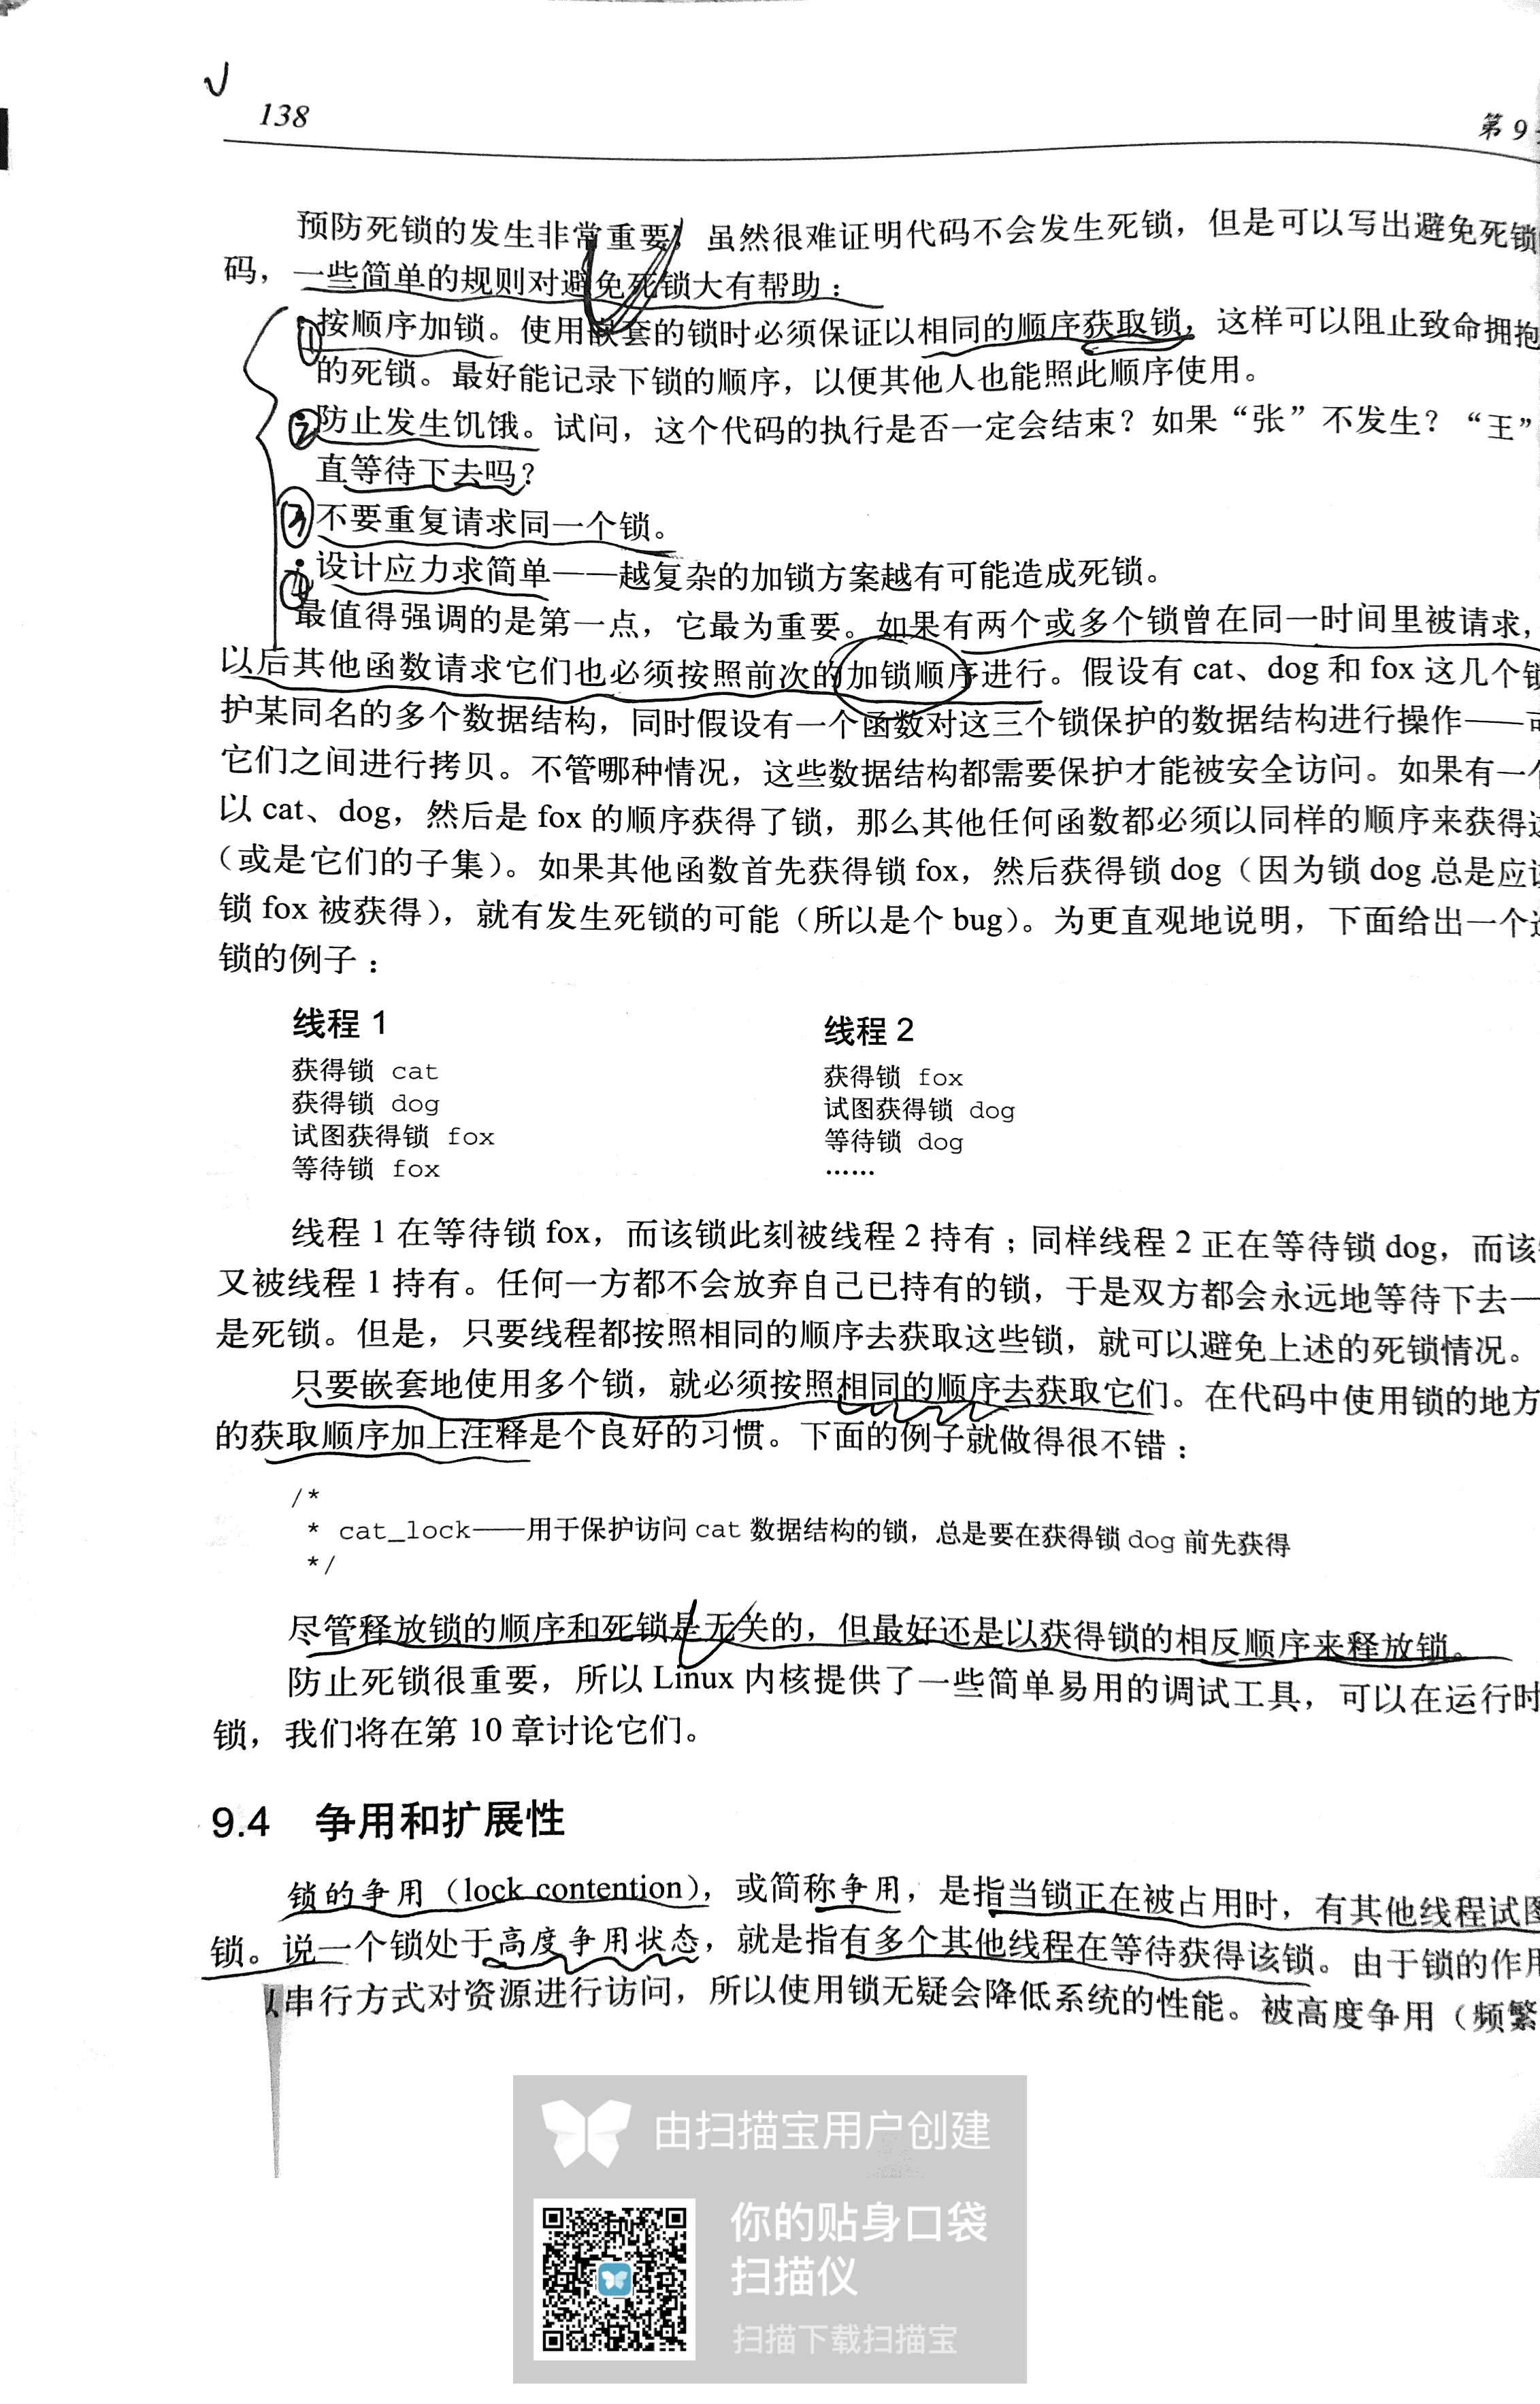 138
第 9
预防死锁的发生非常重要，虽然很难证明代码不会发生死锁，但是可以写出避免死锁
码，一些简单的规则对避免死锁大有帮助：
① 按顺序加锁。使用嵌套的锁时必须保证以相同的顺序获取锁，这样可以阻止致命拥抱
的死锁。最好能记录下锁的顺序，以便其他人也能照此顺序使用。
② 防止发生饥饿。试问，这个代码的执行是否一定会结束？如果“张”不发生？“王”
直等待下去吗？
③ 不要重复请求同一个锁。
④ 设计应力求简单——越复杂的加锁方案越有可能造成死锁。
最值得强调的是第一点，它最为重要。如果有两个或多个锁曾在同一时间里被请求，
以后其他函数请求它们也必须按照前次的加锁顺序进行。假设有 cat、dog 和 fox 这几个锁
护某同名的多个数据结构，同时假设有一个函数对这三个锁保护的数据结构进行操作——可
它们之间进行拷贝。不管哪种情况，这些数据结构都需要保护才能被安全访问。如果有一个
以 cat、dog，然后是 fox 的顺序获得了锁，那么其他任何函数都必须以同样的顺序来获得这
（或是它们的子集）。如果其他函数首先获得锁 fox，然后获得锁 dog（因为锁 dog 总是应该
锁 fox 被获得），就有发生死锁的可能（所以是个 bug）。为更直观地说明，下面给出一个造
锁的例子：
线程 1
获得锁 cat
获得锁 dog
试图获得锁 fox
等待锁 fox
线程 2
获得锁 fox
试图获得锁 dog
等待锁 dog
……
线程 1 在等待锁 fox，而该锁此刻被线程 2 持有；同样线程 2 正在等待锁 dog，而该
又被线程 1 持有。任何一方都不会放弃自己已持有的锁，于是双方都会永远地等待下去—
是死锁。但是，只要线程都按照相同的顺序去获取这些锁，就可以避免上述的死锁情况。
只要嵌套地使用多个锁，就必须按照相同的顺序去获取它们。在代码中使用锁的地方
的获取顺序加上注释是个良好的习惯。下面的例子就做得很不错：
/*
* cat_lock——用于保护访问 cat 数据结构的锁，总是要在获得锁 dog 前先获得
*/
尽管释放锁的顺序和死锁是无关的，但最好还是以获得锁的相反顺序来释放锁。
防止死锁很重要，所以 Linux 内核提供了一些简单易用的调试工具，可以在运行时
锁，我们将在第 10 章讨论它们。
9.4 争用和扩展性
锁的争用（lock contention），或简称争用，是指当锁正在被占用时，有其他线程试图
锁。说一个锁处于高度争用状态，就是指有多个其他线程在等待获得该锁。由于锁的作用
以串行方式对资源进行访问，所以使用锁无疑会降低系统的性能。被高度争用（频繁
由扫描宝用户创建
你的贴身口袋
扫描仪
扫描下载扫描宝